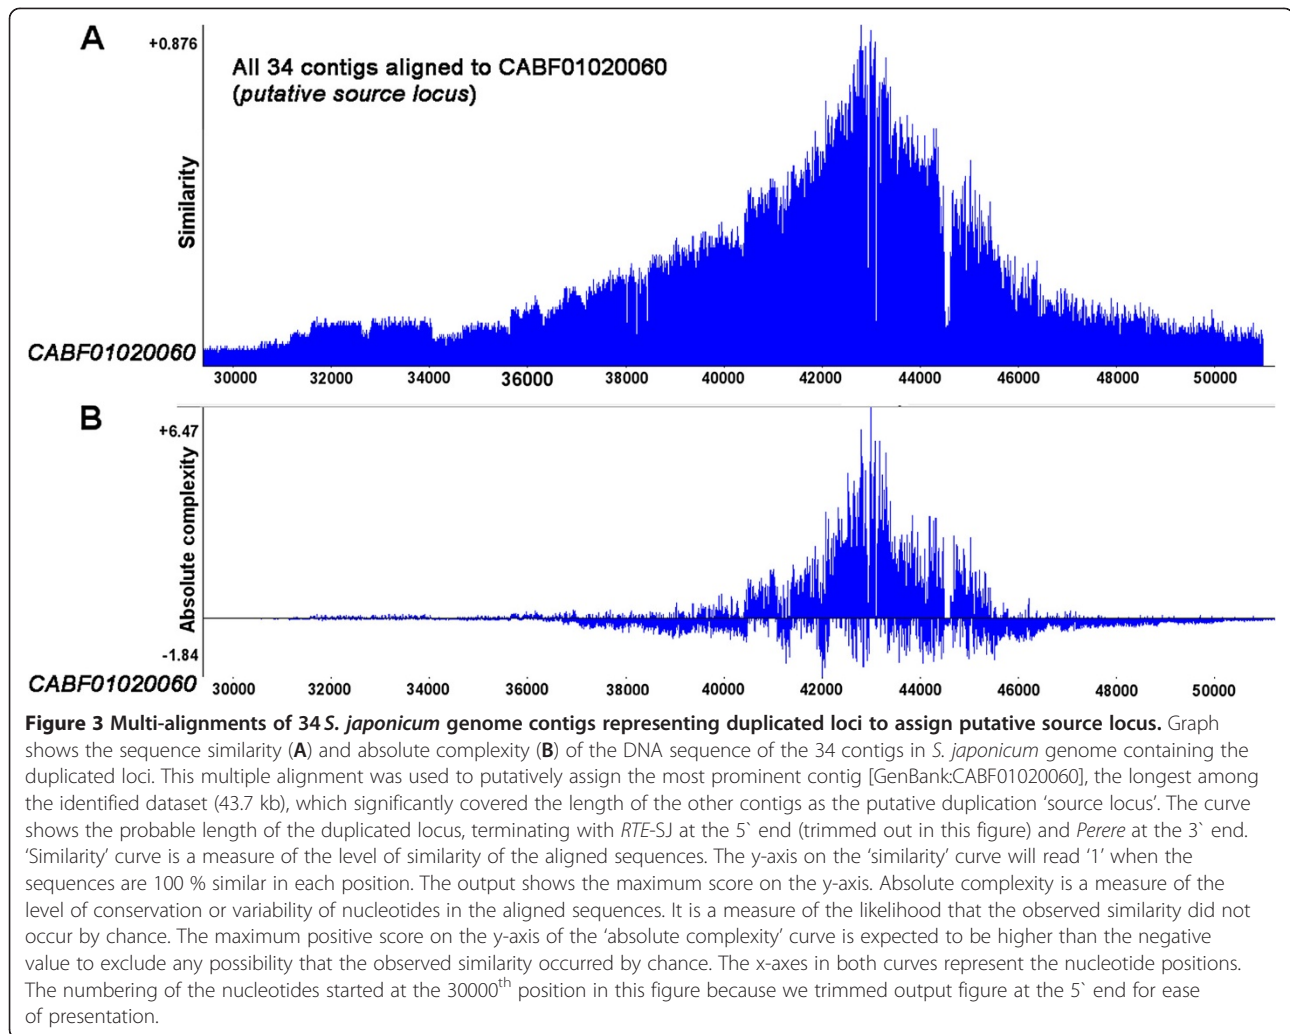 A
+0.876
All 34 contigs aligned to CABF01020060
(putative source locus)
Similarity
CABF01020060
30000 32000 34000 36000 38000 40000 42000 44000 46000 48000 50000
B
+6.47
Absolute complexity
-1.84
CABF01020060
30000 32000 34000 36000 38000 40000 42000 44000 46000 48000 50000
Figure 3 Multi-alignments of 34 S. japonicum genome contigs representing duplicated loci to assign putative source locus. Graph
shows the sequence similarity (A) and absolute complexity (B) of the DNA sequence of the 34 contigs in S. japonicum genome containing the
duplicated loci. This multiple alignment was used to putatively assign the most prominent contig [GenBank:CABF01020060], the longest among
the identified dataset (43.7 kb), which significantly covered the length of the other contigs as the putative duplication ‘source locus’. The curve
shows the probable length of the duplicated locus, terminating with RTE-SJ at the 5` end (trimmed out in this figure) and Perere at the 3` end.
‘Similarity’ curve is a measure of the level of similarity of the aligned sequences. The y-axis on the ‘similarity’ curve will read ‘1’ when the
sequences are 100 % similar in each position. The output shows the maximum score on the y-axis. Absolute complexity is a measure of the
level of conservation or variability of nucleotides in the aligned sequences. It is a measure of the likelihood that the observed similarity did not
occur by chance. The maximum positive score on the y-axis of the ‘absolute complexity’ curve is expected to be higher than the negative
value to exclude any possibility that the observed similarity occurred by chance. The x-axes in both curves represent the nucleotide positions.
The numbering of the nucleotides started at the 30000th position in this figure because we trimmed output figure at the 5` end for ease
of presentation.